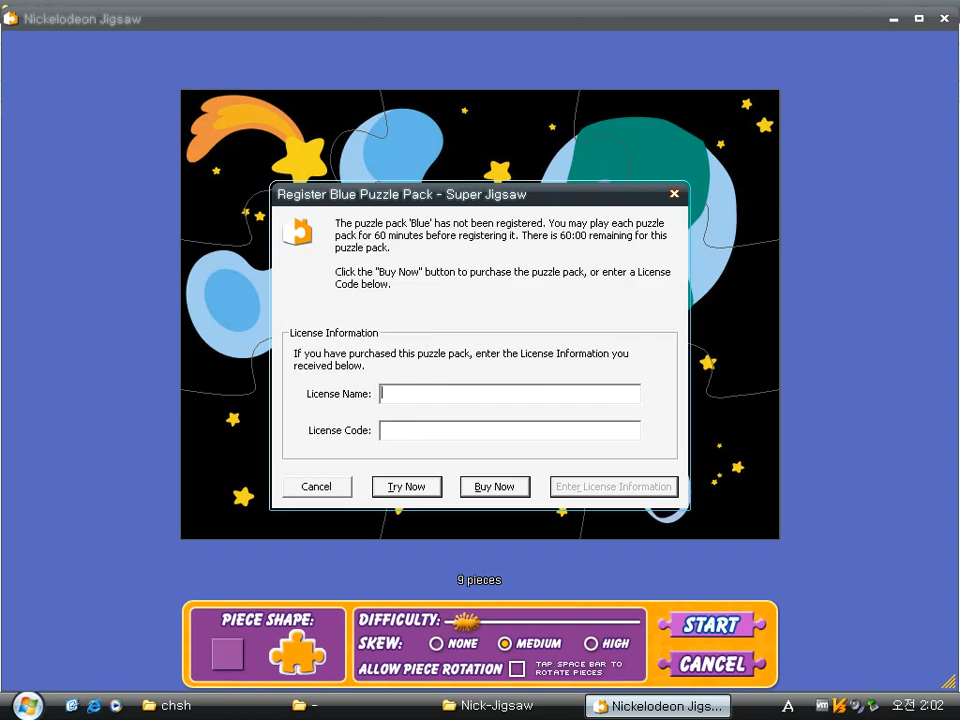 Nickelodeon Jigsaw
Register Blue Puzzle Pack - Super Jigsaw
The puzzle pack 'Blue' has not been registered. You may play each puzzle
pack for 60 minutes before registering it. There is 60:00 remaining for this
puzzle pack.
Click the "Buy Now" button to purchase the puzzle pack, or enter a License
Code below.
License Information
If you have purchased this puzzle pack, enter the License Information you
received below.
License Name:
License Code:
Cancel
Try Now
Buy Now
Enter License Information
9 pieces
PIECE SHAPE:
DIFFICULTY:
SKEW: NONE MEDIUM HIGH
ALLOW PIECE ROTATION
TAP SPACE BAR TO
ROTATE PIECES
START
CANCEL
chsh
-
Nick-Jigsaw
Nickelodeon Jigs...
A
오전 2:02